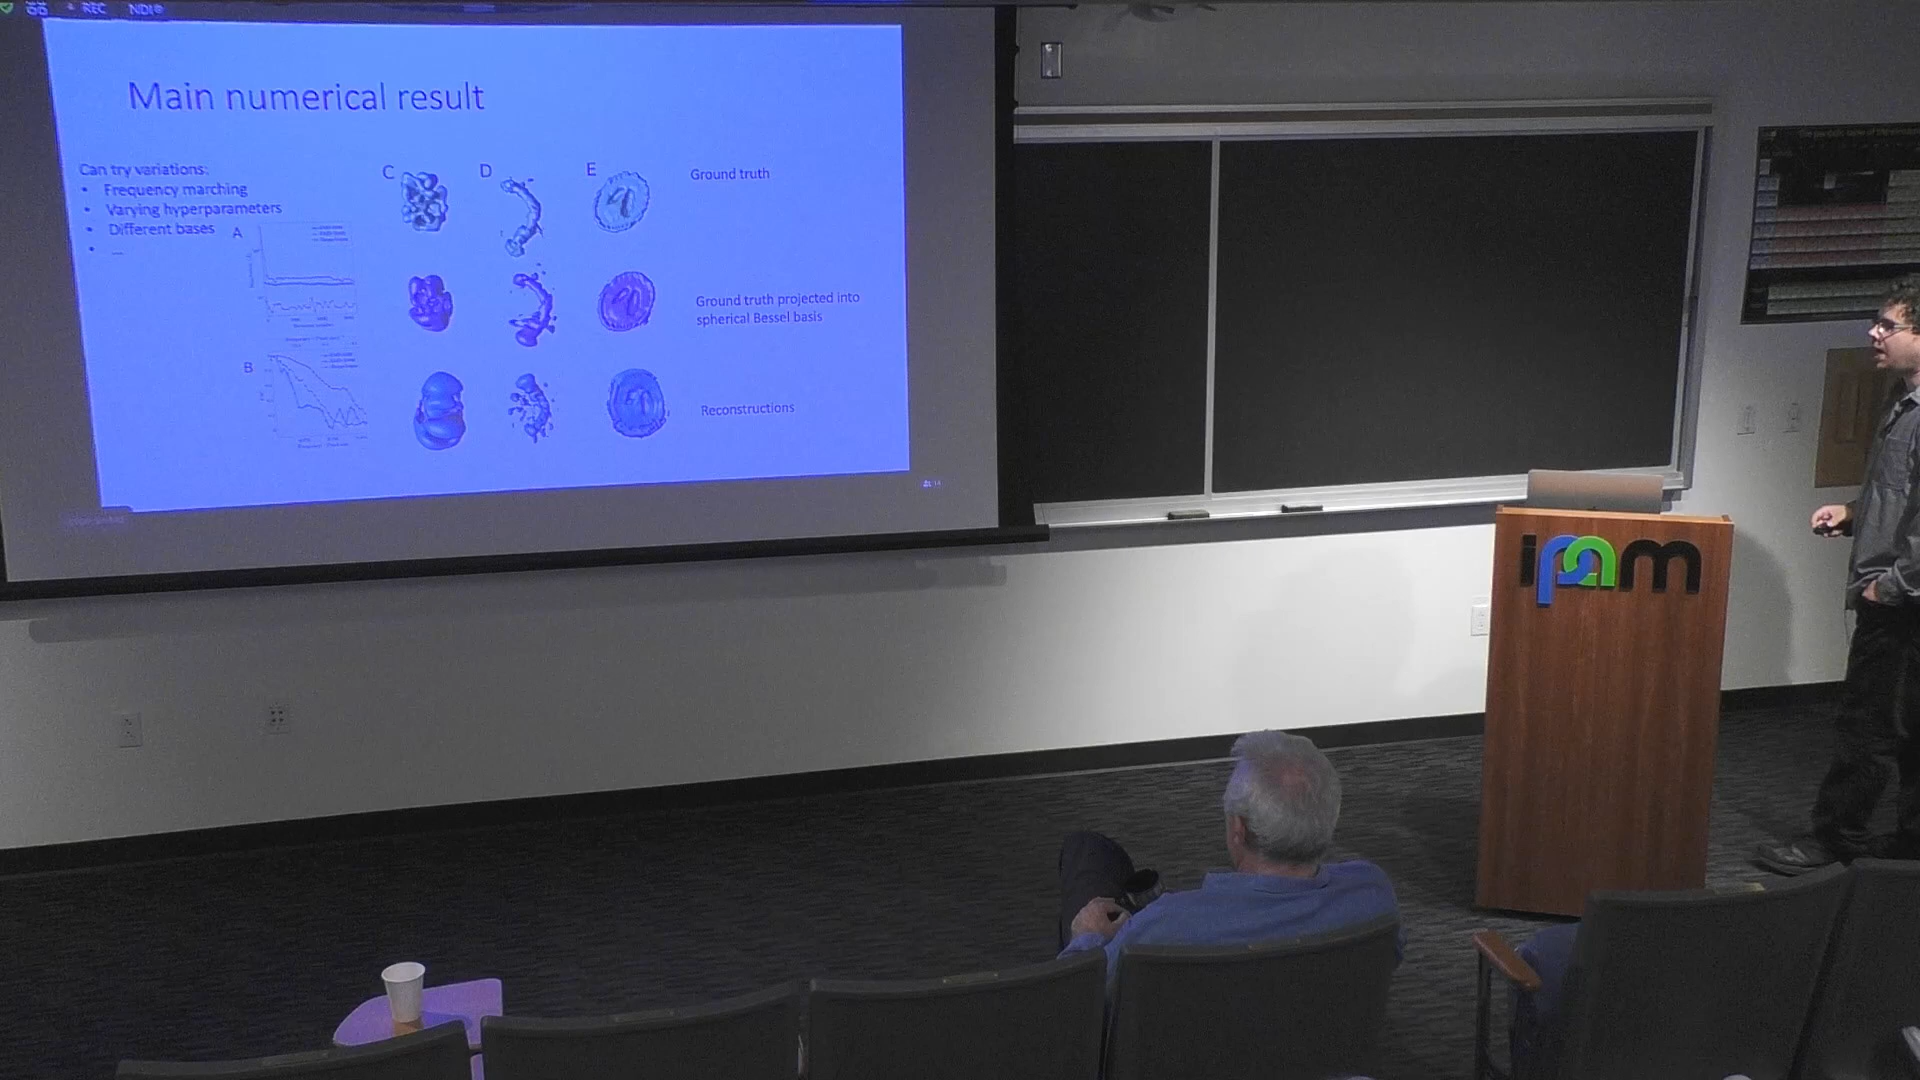 REC
NDI®
Main numerical result
Can try variations:
• Frequency marching
• Varying hyperparameters
• Different bases
• ...
A
B
C
D
E
Ground truth
Ground truth projected into
spherical Bessel basis
Reconstructions
ipam